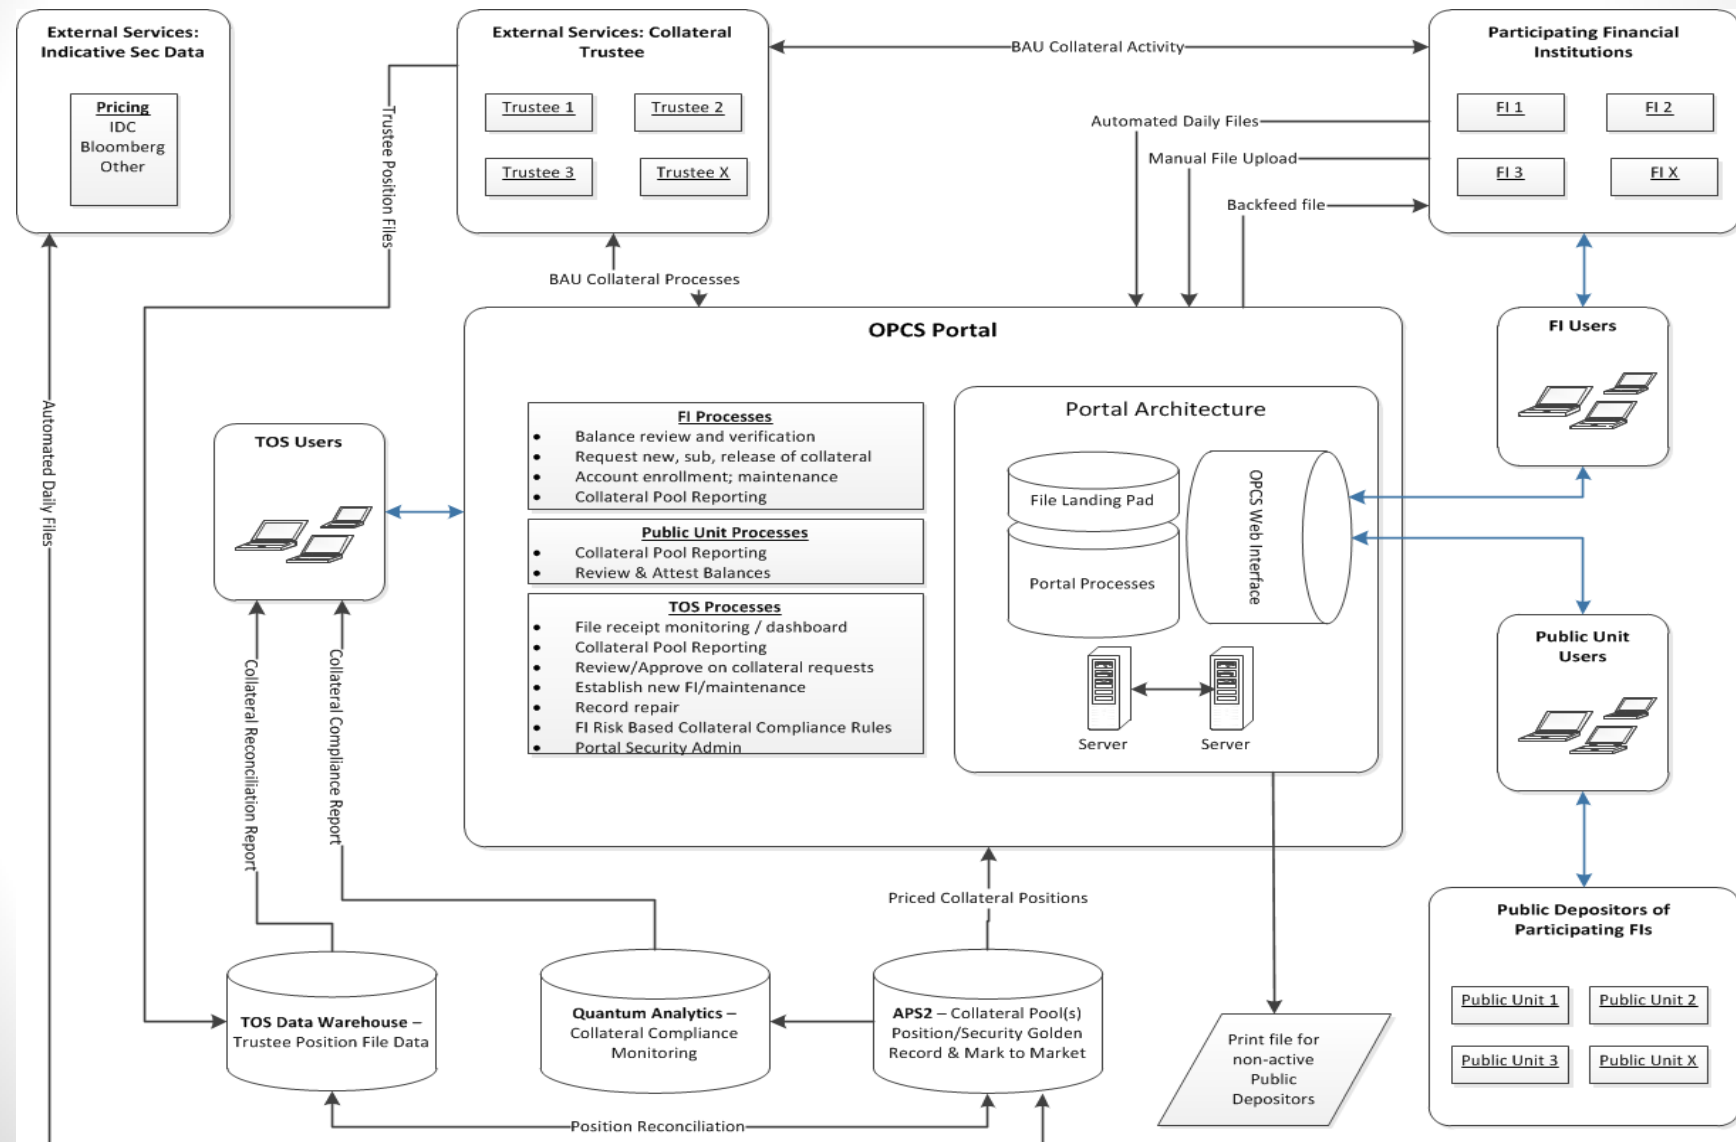 External Services:
Indicative Sec Data
Pricing
IDC
Bloomberg
Other
External Services: Collateral
Trustee
Trustee 1
Trustee 2
Trustee 3
Trustee X
BAU Collateral Activity
Participating Financial
Institutions
FI 1
FI 2
FI 3
FI X
Automated Daily Files
Manual File Upload
Backfeed file
Trustee Position Files
BAU Collateral Processes
OPCS Portal
FI Processes
• Balance review and verification
• Request new, sub, release of collateral
• Account enrollment; maintenance
• Collateral Pool Reporting
Public Unit Processes
• Collateral Pool Reporting
• Review & Attest Balances
TOS Processes
• File receipt monitoring / dashboard
• Collateral Pool Reporting
• Review/Approve on collateral requests
• Establish new FI/maintenance
• Record repair
• FI Risk Based Collateral Compliance Rules
• Portal Security Admin
Portal Architecture
File Landing Pad
Portal Processes
OPCS Web Interface
Server
Server
FI Users
TOS Users
Automated Daily Files
Public Unit
Users
Collateral Reconciliation Report
Collateral Compliance Report
Priced Collateral Positions
Public Depositors of
Participating FIs
Public Unit 1
Public Unit 2
Public Unit 3
Public Unit X
TOS Data Warehouse –
Trustee Position File Data
Quantum Analytics –
Collateral Compliance
Monitoring
APS2 – Collateral Pool(s)
Position/Security Golden
Record & Mark to Market
Print file for
non-active
Public
Depositors
Position Reconciliation